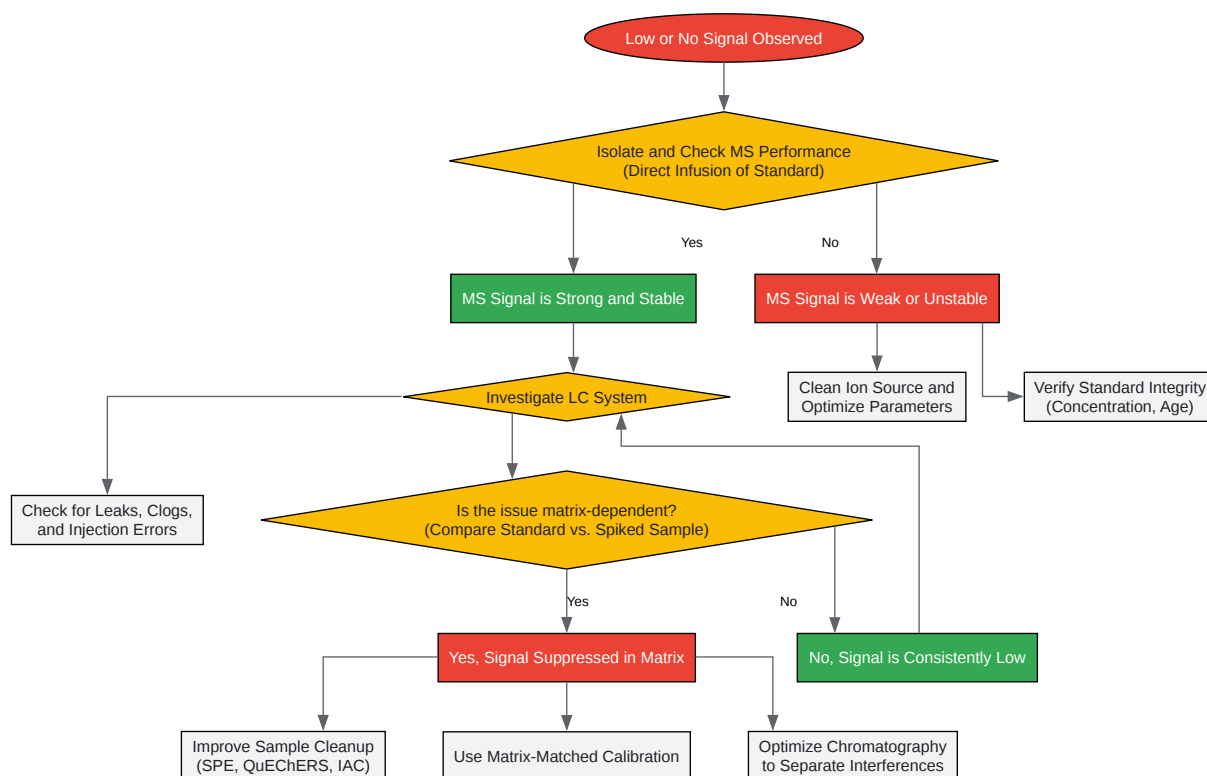 Low or No Signal Observed
Isolate and Check MS Performance
(Direct Infusion of Standard)
Yes
No
MS Signal is Strong and Stable
MS Signal is Weak or Unstable
Investigate LC System
Clean Ion Source and
Optimize Parameters
Verify Standard Integrity
(Concentration, Age)
Check for Leaks, Clogs,
and Injection Errors
Is the issue matrix-dependent?
(Compare Standard vs. Spiked Sample)
Yes
No
Yes, Signal Suppressed in Matrix
No, Signal is Consistently Low
Improve Sample Cleanup
(SPE, QuEChERS, IAC)
Use Matrix-Matched Calibration
Optimize Chromatography
to Separate Interferences